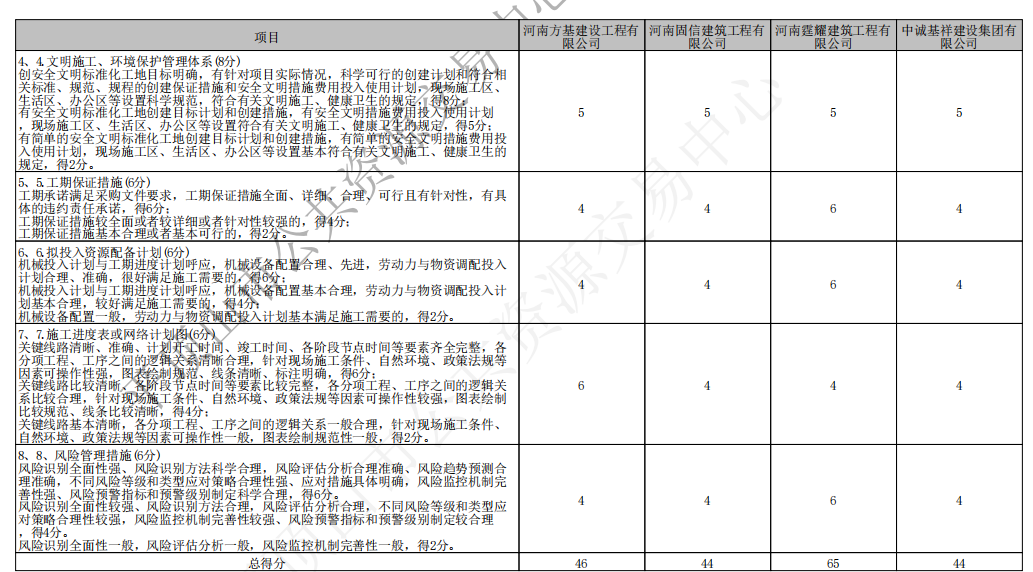 项目
河南方基建设工程有
限公司
河南固信建筑工程有
限公司
河南霆耀建筑工程有
限公司
中诚基祥建设集团有
限公司
4、4.文明施工、环境保护管理体系(8分)
创安全文明标准化工地目标明确，有针对项目实际情况，科学可行的创建计划和符合相
关标准、规范、规程的创建保证措施和安全文明措施费用投入使用计划，现场施工区、
生活区、办公区等设置科学规范，符合有关文明施工、健康卫生的规定，得8分；
有安全文明标准化工地创建目标计划和创建措施，有安全文明措施费用投入使用计划
，现场施工区、生活区、办公区等设置符合有关文明施工、健康卫生的规定，得5分；
有简单的安全文明标准化工地创建目标计划和创建措施，有简单的安全文明措施费用投
入使用计划，现场施工区、生活区、办公区等设置基本符合有关文明施工、健康卫生的
规定，得2分。
5 5 5 5
5、5.工期保证措施(6分)
工期承诺满足采购文件要求，工期保证措施全面、详细、合理、可行且有针对性，有具
体的违约责任承诺，得6分；
工期保证措施较全面或者较详细或者针对性较强的，得4分；
工期保证措施基本合理或者基本可行的，得2分。
4 4 6 4
6、6.拟投入资源配备计划(6分)
机械投入计划与工期进度计划呼应，机械设备配置合理、先进，劳动力与物资调配投入
计划合理、准确，很好满足施工需要的，得6分；
机械投入计划与工期进度计划呼应，机械设备配置基本合理，劳动力与物资调配投入计
划基本合理，较好满足施工需要的，得4分；
机械设备配置一般，劳动力与物资调配投入计划基本满足施工需要的，得2分。
4 4 6 4
7、7.施工进度表或网络计划图(6分)
关键线路清晰、准确、计划开工时间、竣工时间、各阶段节点时间等要素齐全完整，各
分项工程、工序之间的逻辑关系清晰合理，针对现场施工条件、自然环境、政策法规等
因素可操作性强，图表绘制规范、线条清晰、标注明确，得6分；
关键线路比较清晰、各阶段节点时间等要素比较完整，各分项工程、工序之间的逻辑关
系比较合理，针对现场施工条件、自然环境、政策法规等因素可操作性较强，图表绘制
比较规范、线条比较清晰，得4分；
关键线路基本清晰，各分项工程、工序之间的逻辑关系一般合理，针对现场施工条件、
自然环境、政策法规等因素可操作性一般，图表绘制规范性一般，得2分。
6 4 4 4
8、8、风险管理措施(6分)
风险识别全面性强、风险识别方法科学合理，风险评估分析合理准确、风险趋势预测合
理准确，不同风险等级和类型应对策略合理性强、应对措施具体明确，风险监控机制完
善性强、风险预警指标和预警级别制定科学合理，得6分。
风险识别全面性较强、风险识别方法合理，风险评估分析合理，不同风险等级和类型应
对策略合理性较强，风险监控机制完善性较强、风险预警指标和预警级别制定较合理
，得4分。
风险识别全面性一般，风险评估分析一般，风险监控机制完善性一般，得2分。
4 4 6 4
总得分 46 44 65 44